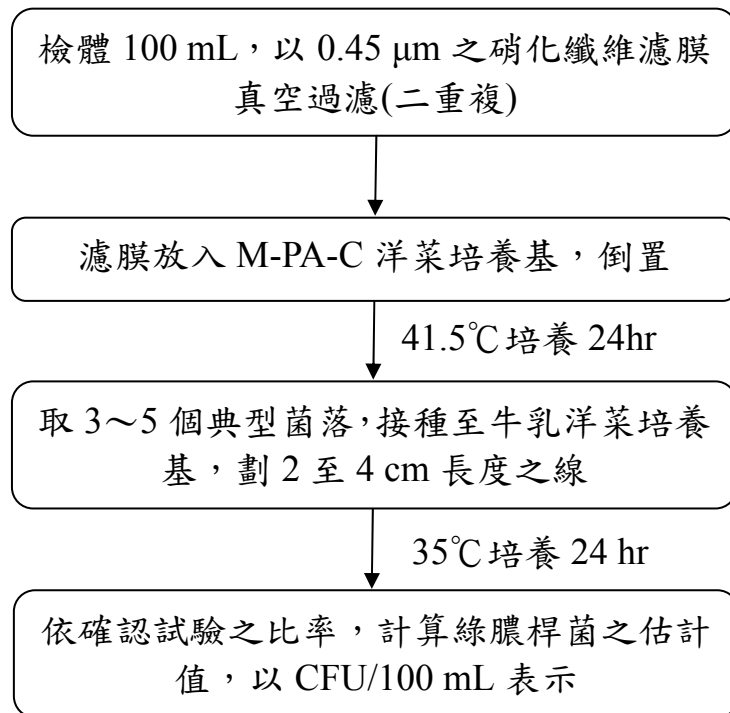 檢體 100 mL，以 0.45 μm 之硝化纖維濾膜
真空過濾(二重複)
濾膜放入 M-PA-C 洋菜培養基，倒置
41.5℃培養 24hr
取 3～5 個典型菌落，接種至牛乳洋菜培養
基，劃 2 至 4 cm 長度之線
35℃培養 24 hr
依確認試驗之比率，計算綠膿桿菌之估計
值，以 CFU/100 mL 表示